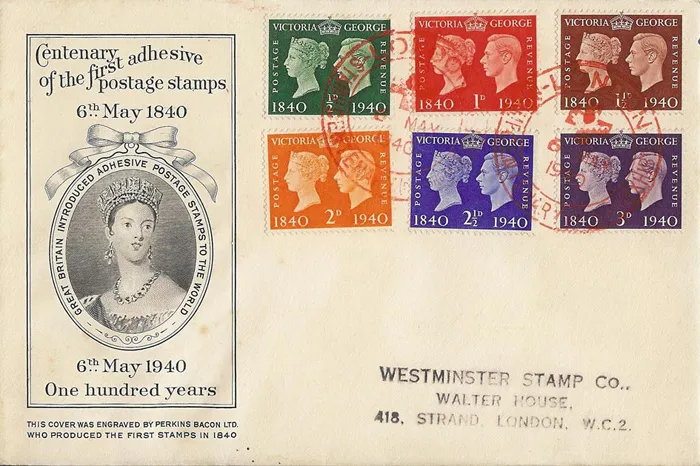 Centenary
of the first adhesive
postage stamps
6th May 1840
GREAT BRITAIN INTRODUCED ADHESIVE POSTAGE STAMPS TO THE WORLD
6th May 1940
One hundred years
THIS COVER WAS ENGRAVED BY PERKINS BACON LTD.
WHO PRODUCED THE FIRST STAMPS IN 1840
VICTORIA GEORGE
POSTAGE
REVENUE
1840 ½D 1940
VICTORIA GEORGE
POSTAGE
REVENUE
1840 1D 1940
VICTORIA GEORGE
POSTAGE
REVENUE
1840 1½D 1940
VICTORIA GEORGE
POSTAGE
REVENUE
1840 2D 1940
VICTORIA GEORGE
POSTAGE
REVENUE
1840 2½D 1940
VICTORIA GEORGE
POSTAGE
REVENUE
1840 3D 1940
MAY
WESTMINSTER STAMP CO.,
WALTER HOUSE,
418, STRAND, LONDON, W.C.2.